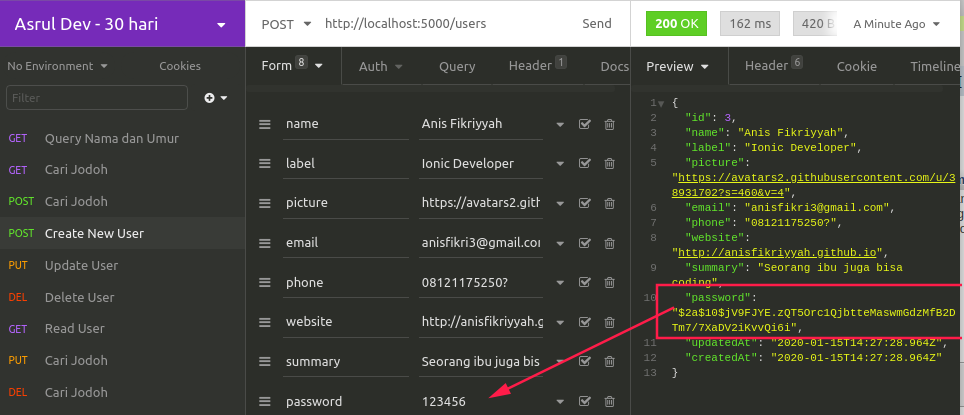 Asrul Dev - 30 hari
POST http://localhost:5000/users Send
200 OK 162 ms 420 B A Minute Ago
No Environment Cookies
Form 8 Auth Query Header 1 Docs
Preview Header 6 Cookie Timeline
Filter
GET Query Nama dan Umur
GET Cari Jodoh
POST Cari Jodoh
POST Create New User
PUT Update User
DEL Delete User
GET Read User
PUT Cari Jodoh
DEL Cari Jodoh
name Anis Fikriyyah
label Ionic Developer
picture https://avatars2.gith
email anisfikri3@gmail.co
phone 08121175250?
website http://anisfikriyyah.g
summary Seorang ibu juga bis
password 123456
1 {
2 "id": 3,
3 "name": "Anis Fikriyyah",
4 "label": "Ionic Developer",
5 "picture":
"https://avatars2.githubusercontent.com/u/3
8931702?s=460&v=4",
6 "email": "anisfikri3@gmail.com",
7 "phone": "08121175250?",
8 "website":
"http://anisfikriyyah.github.io",
9 "summary": "Seorang ibu juga bisa
coding",
10 "password":
"$2a$10$jV9FJYE.zQT5Orc1QjbtteMaswmGdzMfB2D
Tm7/7XaDV2iKvvQi6i",
11 "updatedAt": "2020-01-15T14:27:28.964Z",
12 "createdAt": "2020-01-15T14:27:28.964Z"
13 }